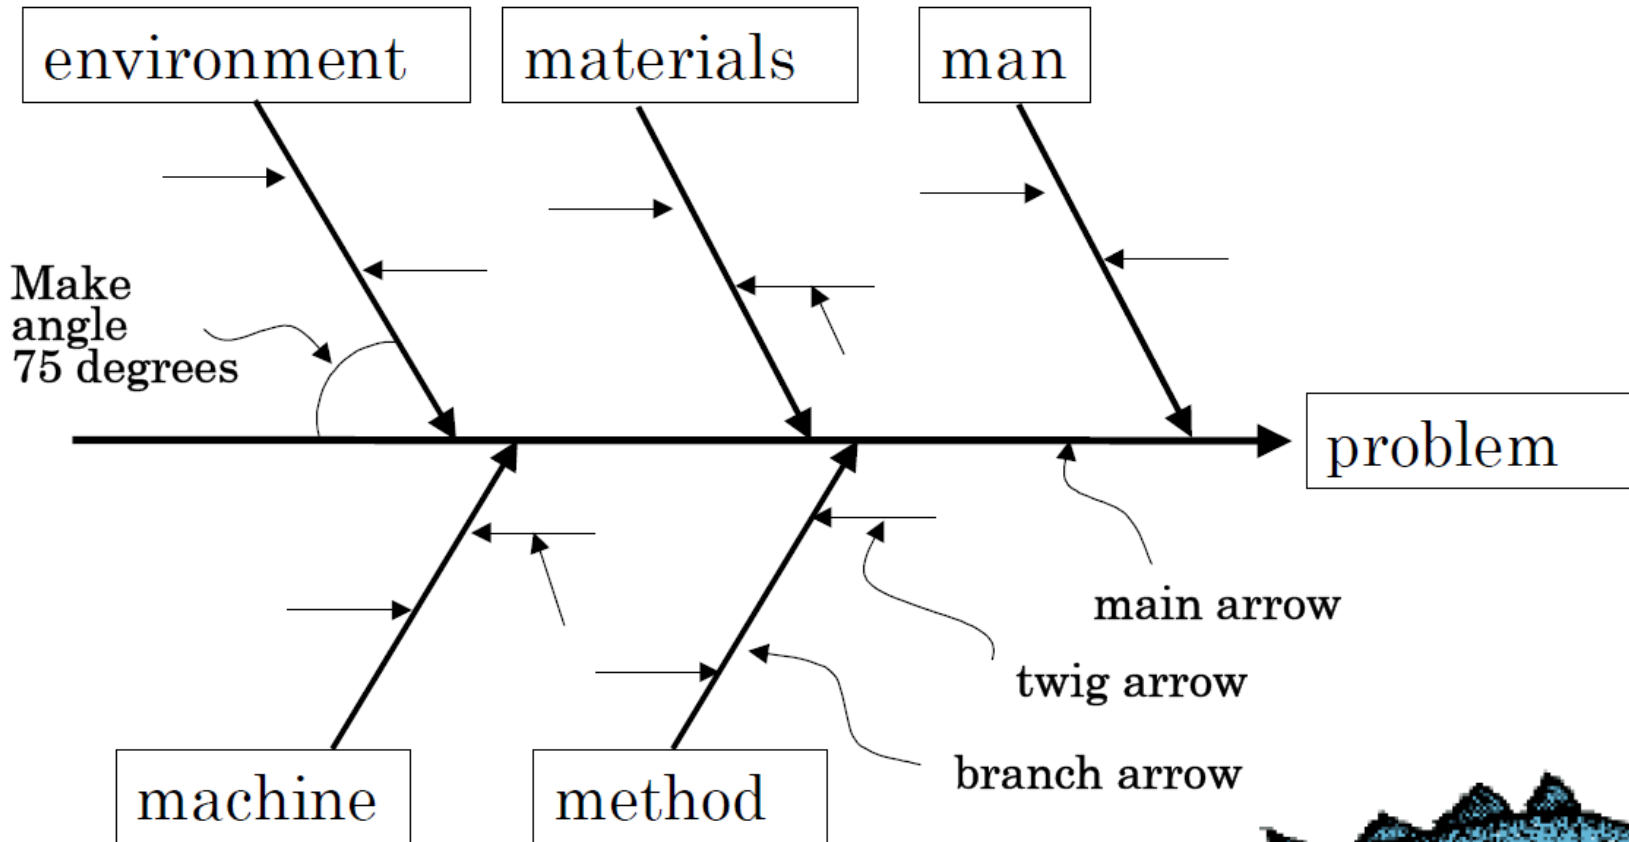 environment
materials
man
Make
angle
75 degrees
problem
main arrow
twig arrow
branch arrow
machine
method